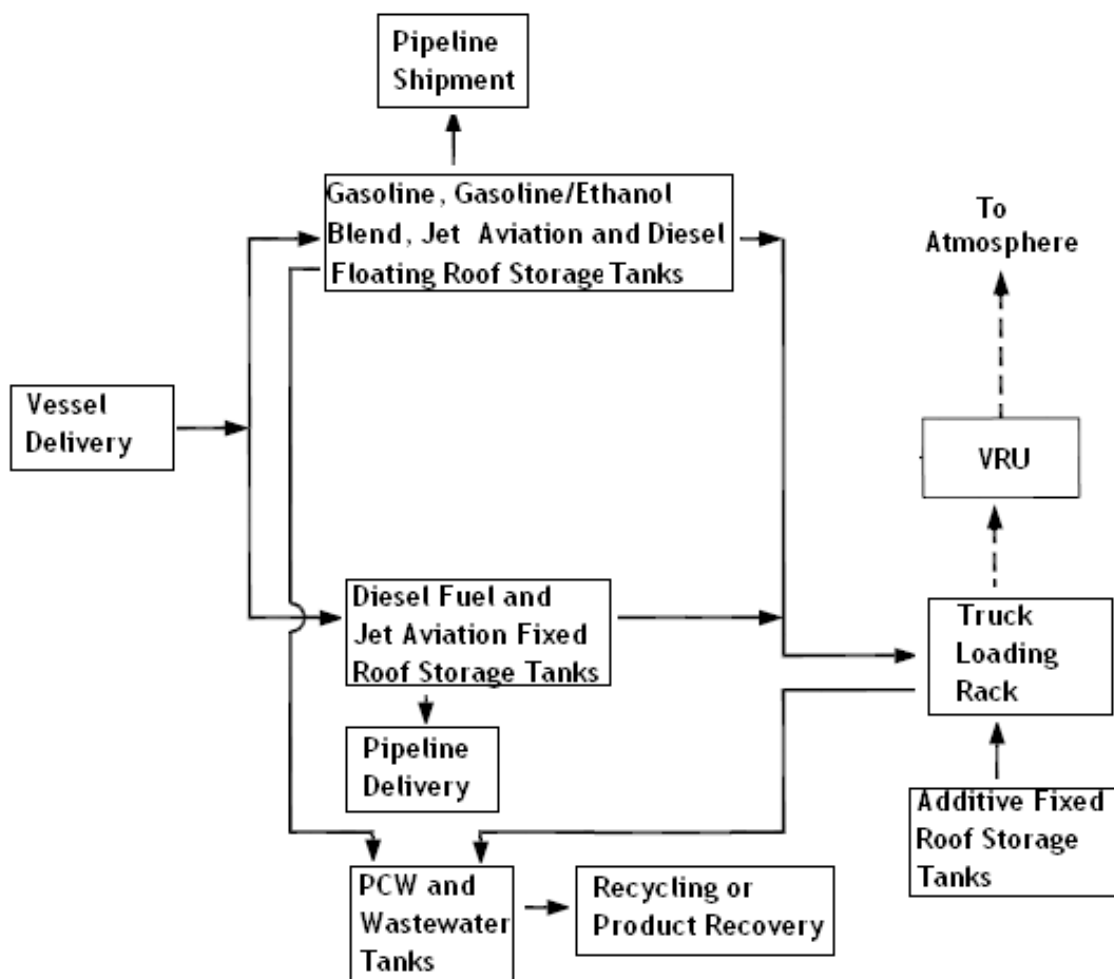 Pipeline
Shipment
Gasoline, Gasoline/Ethanol
Blend, Jet Aviation and Diesel
Floating Roof Storage Tanks
To
Atmosphere
Vessel
Delivery
VRU
Diesel Fuel and
Jet Aviation Fixed
Roof Storage Tanks
Truck
Loading
Rack
Pipeline
Delivery
Additive Fixed
Roof Storage
Tanks
PCW and
Wastewater
Tanks
Recycling or
Product Recovery